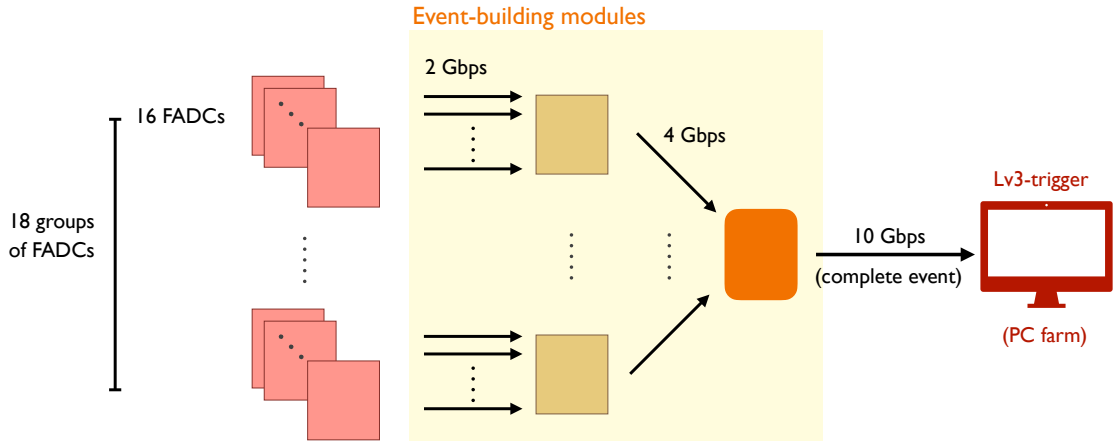 Event-building modules
2 Gbps
16 FADCs
4 Gbps
Lv3-trigger
18 groups
of FADCs
10 Gbps
(complete event)
(PC farm)